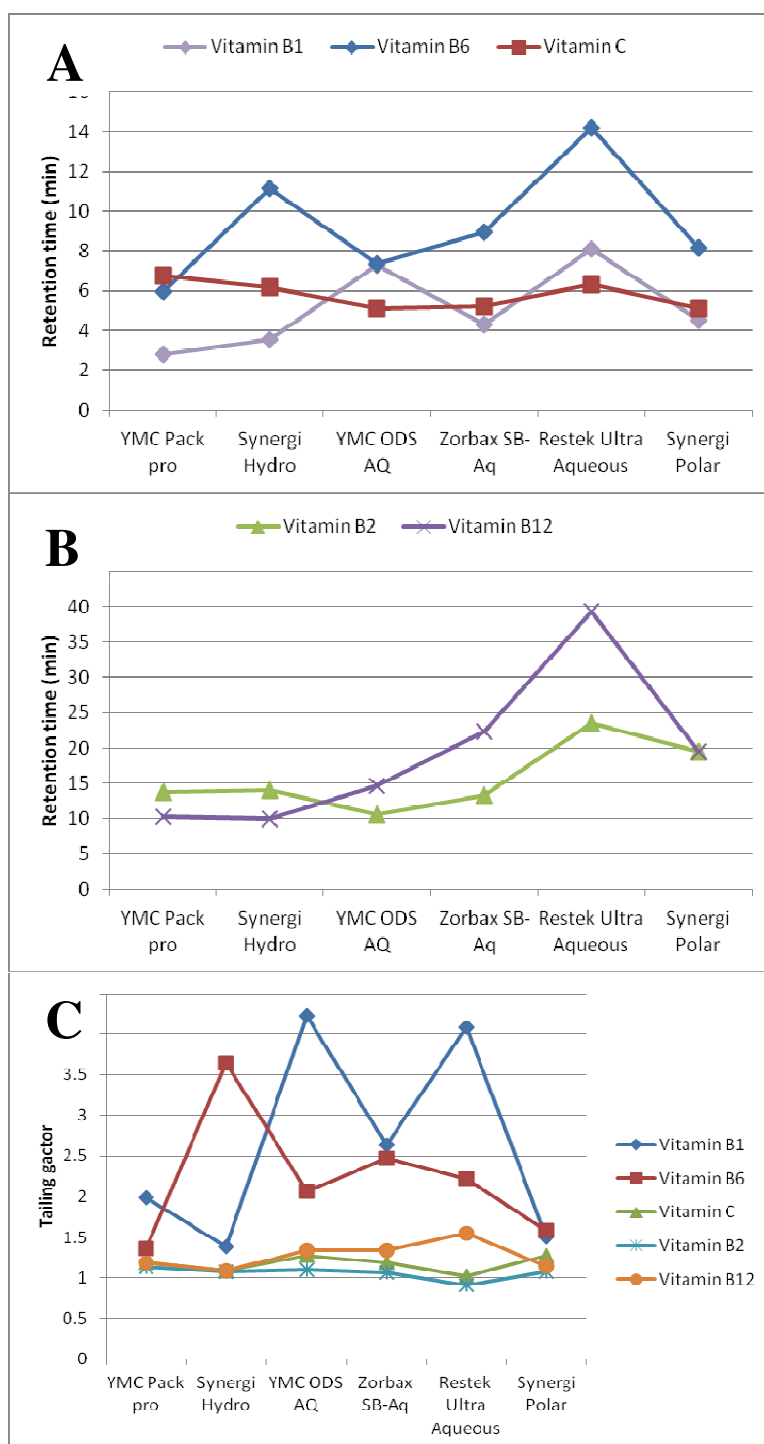 A
Vitamin B1 Vitamin B6 Vitamin C
Retention time (min)
14
12
10
8
6
4
2
0
YMC Pack pro
Synergi Hydro
YMC ODS AQ
Zorbax SB-Aq
Restek Ultra Aqueous
Synergi Polar
B
Vitamin B2 Vitamin B12
Retention time (min)
40
35
30
25
20
15
10
5
0
YMC Pack pro
Synergi Hydro
YMC ODS AQ
Zorbax SB-Aq
Restek Ultra Aqueous
Synergi Polar
C
Tailing gactor
3.5
3
2.5
2
1.5
1
0.5
0
YMC Pack pro
Synergi Hydro
YMC ODS AQ
Zorbax SB-Aq
Restek Ultra Aqueous
Synergi Polar
Vitamin B1
Vitamin B6
Vitamin C
Vitamin B2
Vitamin B12